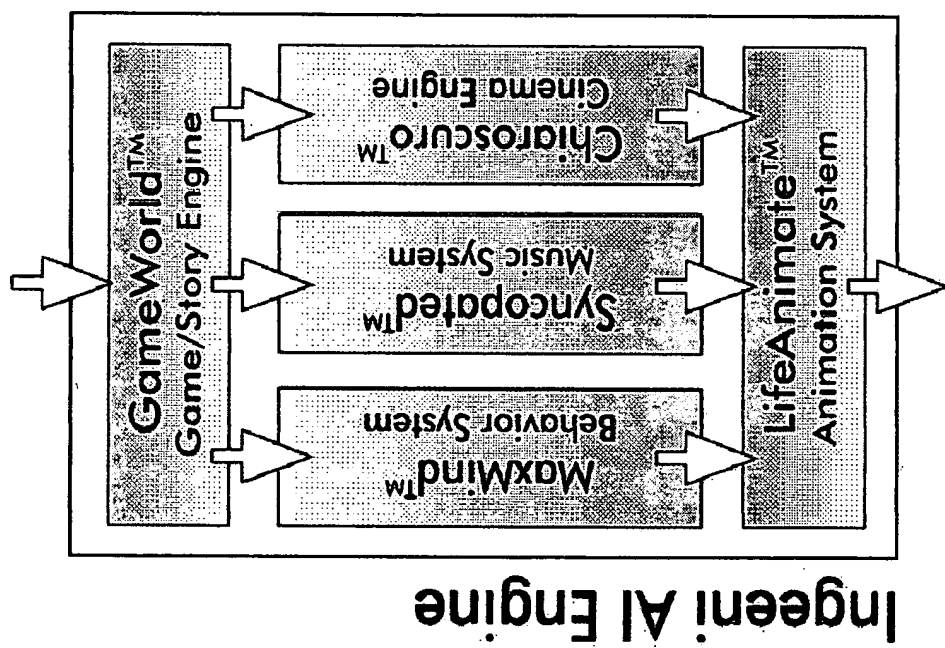 Ingeeni AI Engine
GameWorld™
Game/Story Engine
MaxMind™
Behavior System
Syncopated™
Music System
Chiaroscuro™
Cinema Engine
LifeAnimate™
Animation System